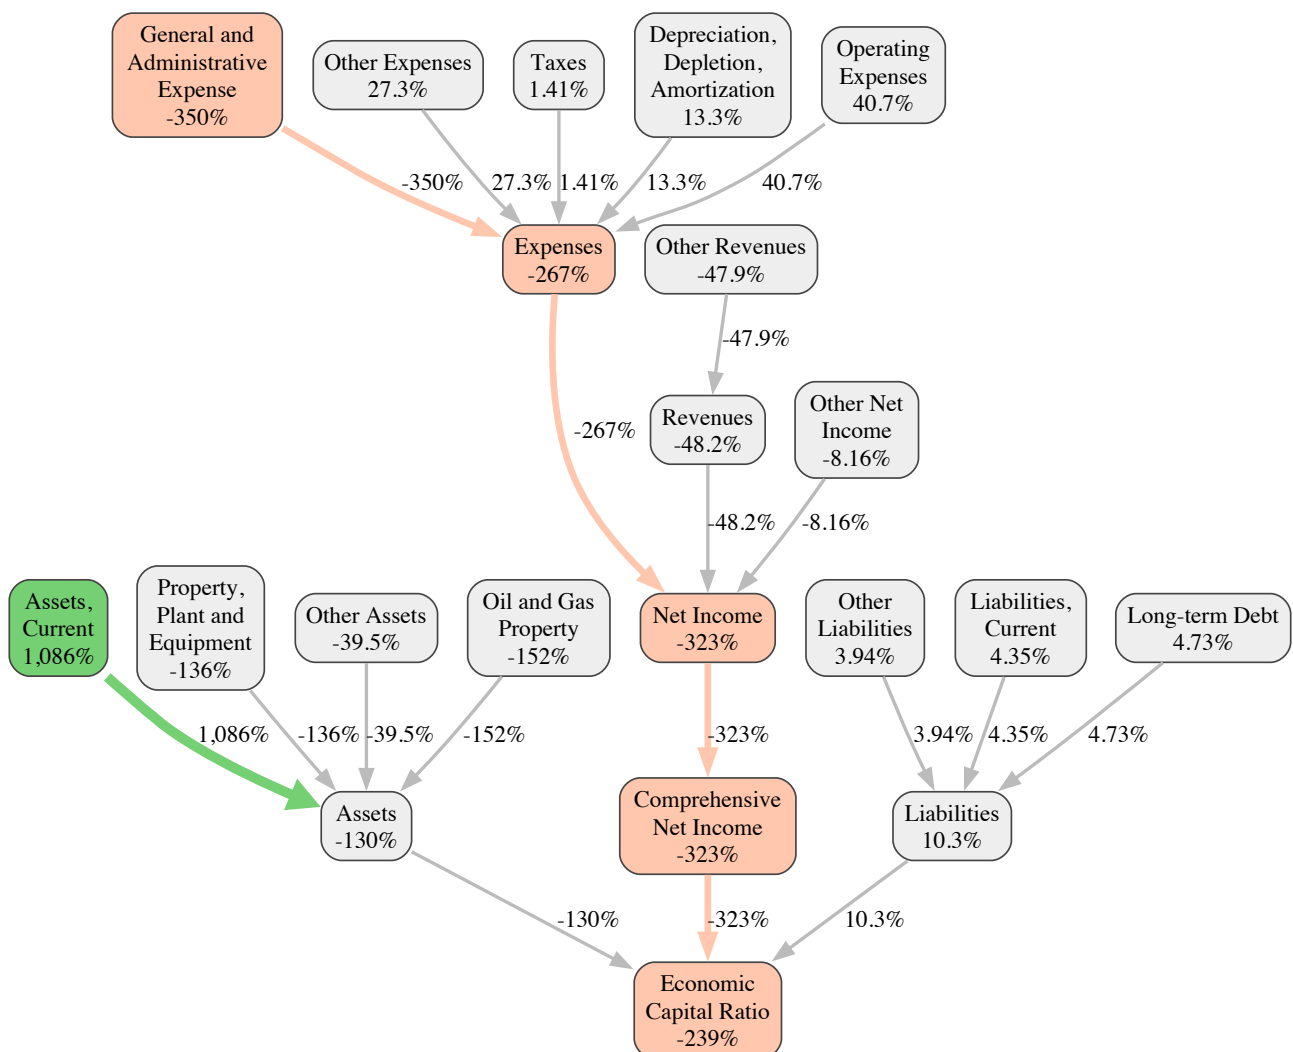 General and
Administrative
Expense
-350%
Other Expenses
27.3%
Taxes
1.41%
Depreciation,
Depletion,
Amortization
13.3%
Operating
Expenses
40.7%
-350%
27.3%
1.41%
13.3%
40.7%
Expenses
-267%
Other Revenues
-47.9%
-47.9%
Revenues
-48.2%
Other Net
Income
-8.16%
-267%
-48.2%
-8.16%
Assets,
Current
1,086%
Property,
Plant and
Equipment
-136%
Other Assets
-39.5%
Oil and Gas
Property
-152%
Net Income
-323%
Other
Liabilities
3.94%
Liabilities,
Current
4.35%
Long-term Debt
4.73%
1,086%
-136%
-39.5%
-152%
-323%
3.94%
4.35%
4.73%
Assets
-130%
Comprehensive
Net Income
-323%
Liabilities
10.3%
-130%
-323%
10.3%
Economic
Capital Ratio
-239%